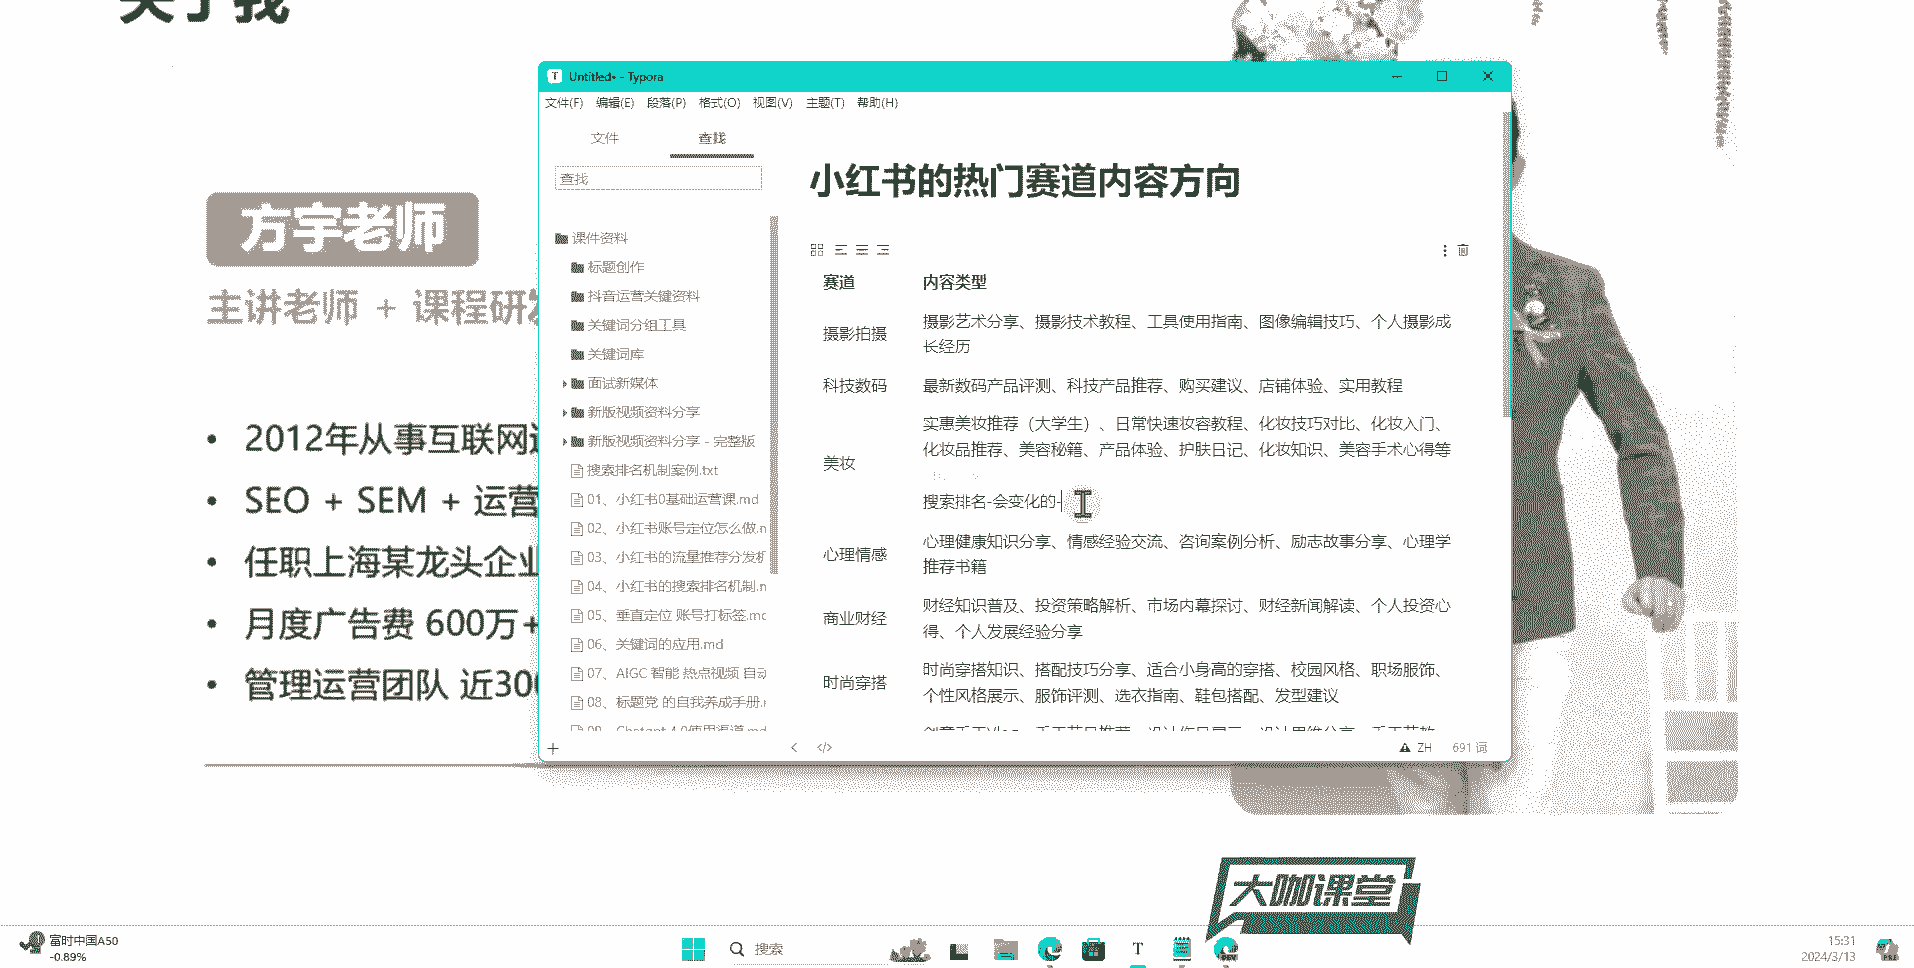 关于我
方宇老师
主讲老师 + 课程研发
2012年从事互联网
SEO + SEM + 运营
任职上海某龙头企业
月度广告费 600万+
管理运营团队 近300
Untitled• - Typora
文件(F) 编辑(E) 段落(P) 格式(O) 视图(V) 主题(T) 帮助(H)
文件 查找
查找
课件资料
标题创作
抖音运营关键资料
关键词分组工具
关键词库
面试新媒体
新版视频资料分享
新版视频资料分享 - 完整版
搜索排名机制案例.txt
01、小红书0基础运营课.md
02、小红书账号定位怎么做.m
03、小红书的流量推荐分发机
04、小红书的搜索排名机制.m
05、垂直定位 账号打标签.md
06、关键词的应用.md
07、AIGC 智能 热点视频 自动
08、标题党 的自我养成手册.m
09、Chatgpt 4.0使用渠道.md
小红书的热门赛道内容方向
赛道 内容类型
摄影拍摄 摄影艺术分享、摄影技术教程、工具使用指南、图像编辑技巧、个人摄影成
长经历
科技数码 最新数码产品评测、科技产品推荐、购买建议、店铺体验、实用教程
美妆 实惠美妆推荐（大学生）、日常快速妆容教程、化妆技巧对比、化妆入门、
化妆品推荐、美容秘籍、产品体验、护肤日记、化妆知识、美容手术心得等
搜索排名-会变化的-
心理情感 心理健康知识分享、情感经验交流、咨询案例分析、励志故事分享、心理学
推荐书籍
商业财经 财经知识普及、投资策略解析、市场内幕探讨、财经新闻解读、个人投资心
得、个人发展经验分享
时尚穿搭 时尚穿搭知识、搭配技巧分享、适合小身高的穿搭、校园风格、职场服饰、
个性风格展示、服饰评测、选衣指南、鞋包搭配、发型建议
ZH 691 词
大咖课堂
富时中国A50
-0.89%
搜索
15:31
2024/3/13